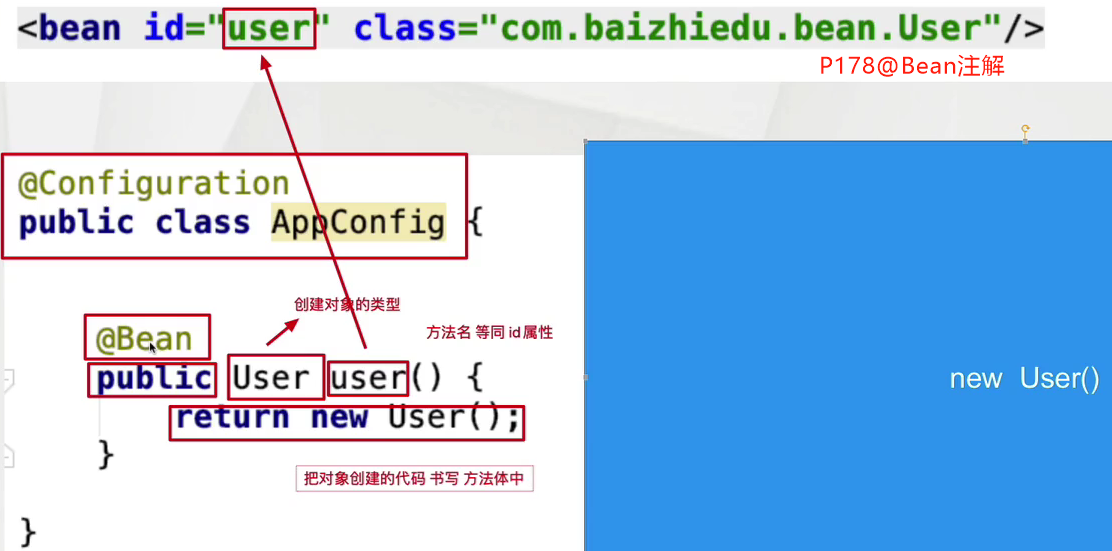 <bean id="user" class="com.baizhiedu.bean.User"/>
P178@Bean注解
@Configuration
public class AppConfig {
创建对象的类型
方法名 等同 id属性
@Bean
public User user() {
return new User();
}
把对象创建的代码 书写 方法体中
}
new User()